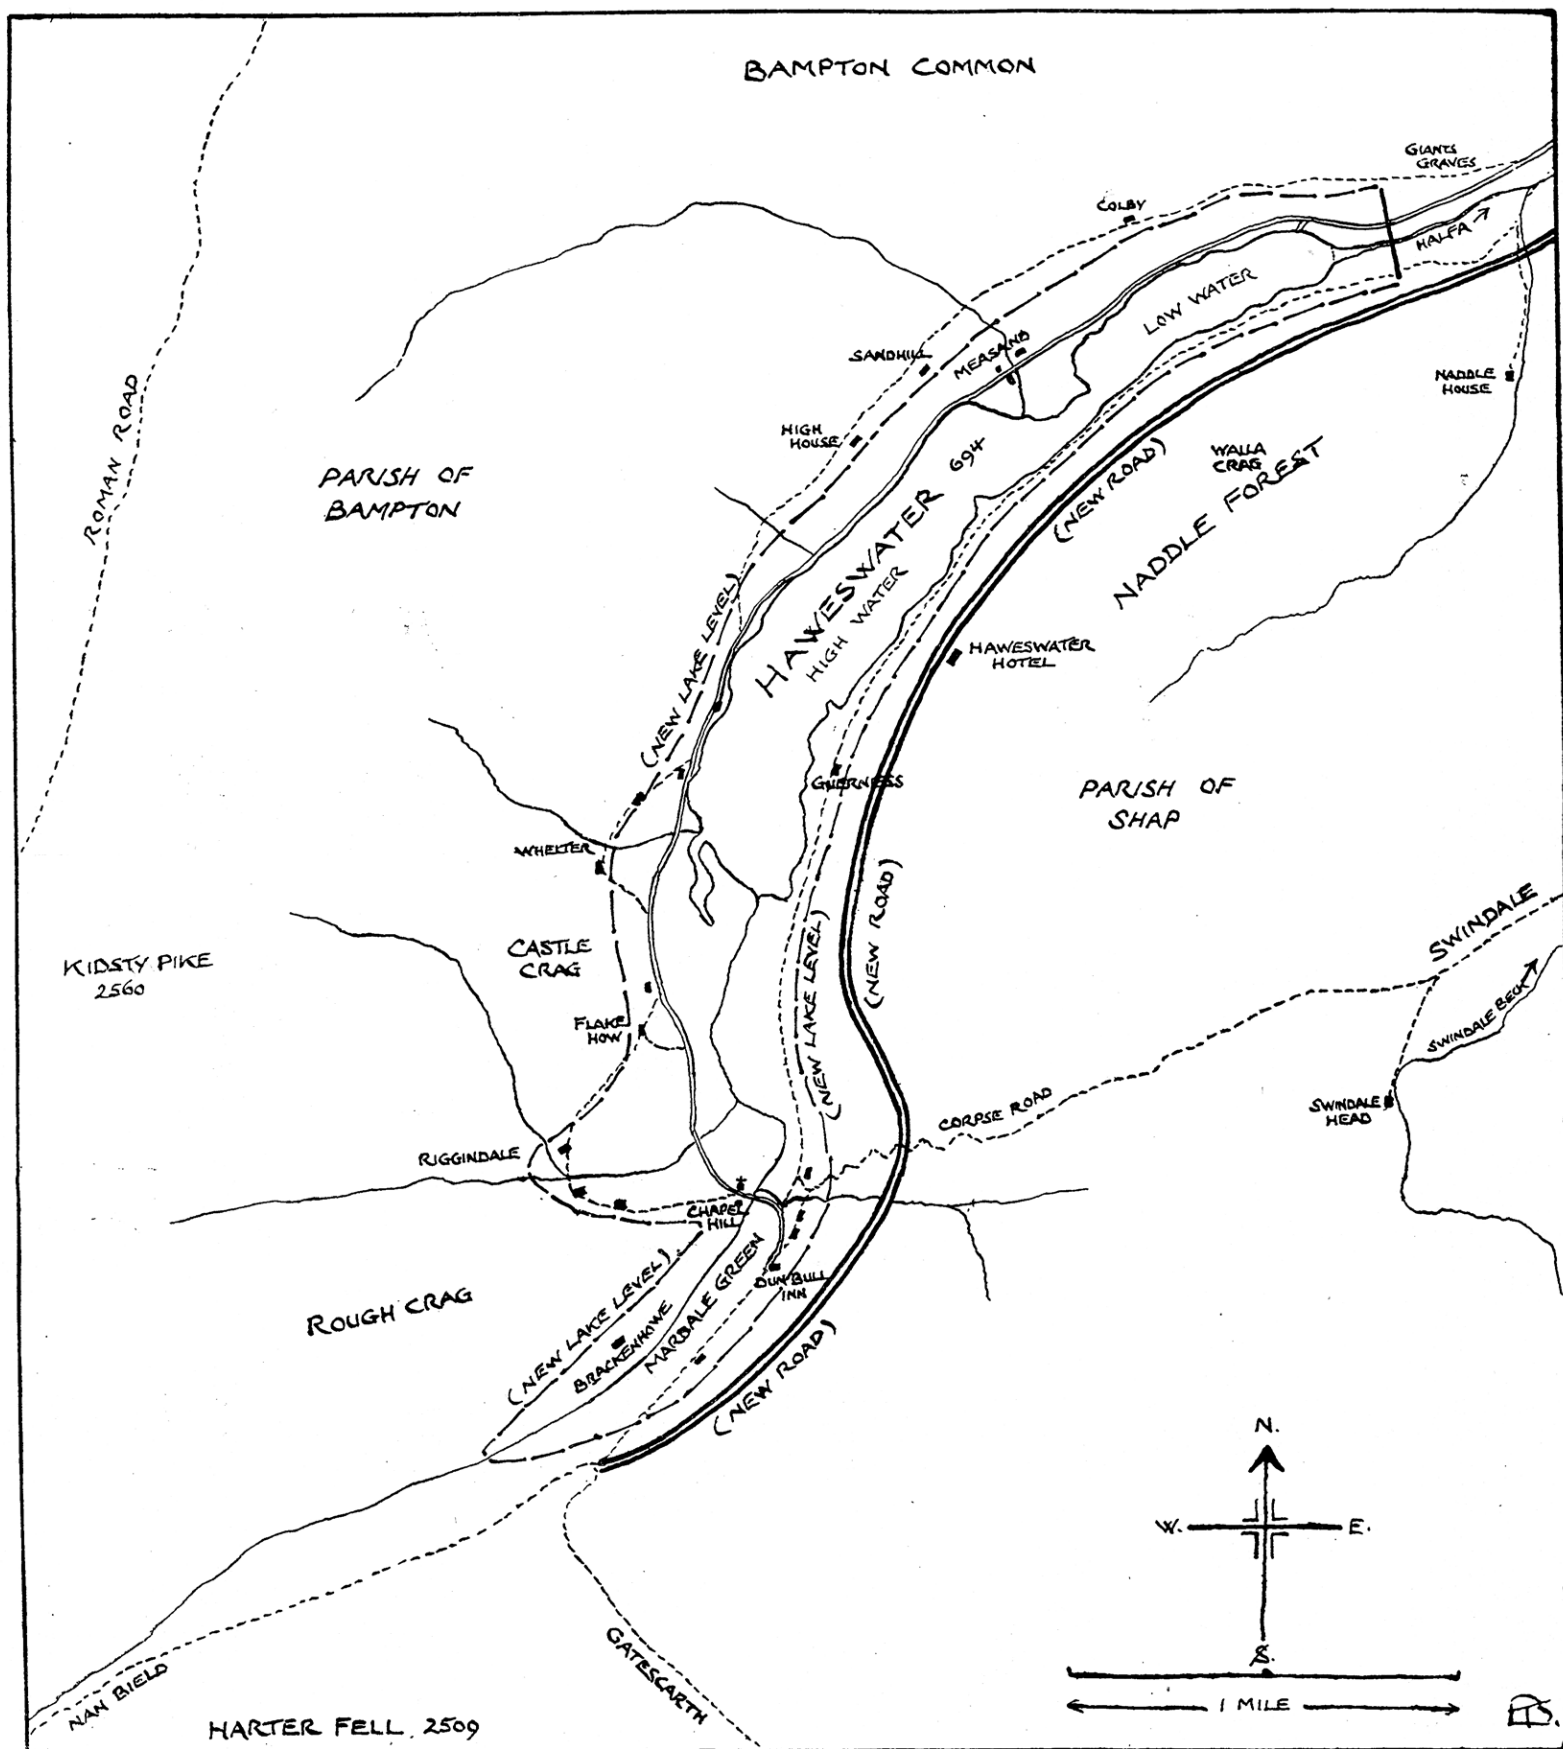 BAMPTON COMMON
GIANTS
GRAVES
COLBY
HALFA
LOW WATER
SANDHILL
MEASAND
NADDLE
HOUSE
HIGH
HOUSE
694
WALLA
CRAG
(NEW ROAD)
NADDLE FOREST
ROMAN ROAD
PARISH OF
BAMPTON
HAWESWATER
HIGH WATER
(NEW LAKE LEVEL)
HAWESWATER
HOTEL
GUERNESS
PARISH OF
SHAP
WHELTER
(NEW ROAD)
SWINDALE
CASTLE
CRAG
KIDSTY PIKE
2560
(NEW LAKE LEVEL)
FLAKE
HOW
SWINDALE BECK
SWINDALE
HEAD
CORPSE ROAD
RIGGINDALE
CHAPEL
HILL
MARDALE GREEN
DUN BULL
INN
ROUGH CRAG
(NEW LAKE LEVEL)
BRACKENHOWE
(NEW ROAD)
N.
W.
E.
S.
1 MILE
NAN BIELD
GATESCARTH
HARTER FELL. 2509